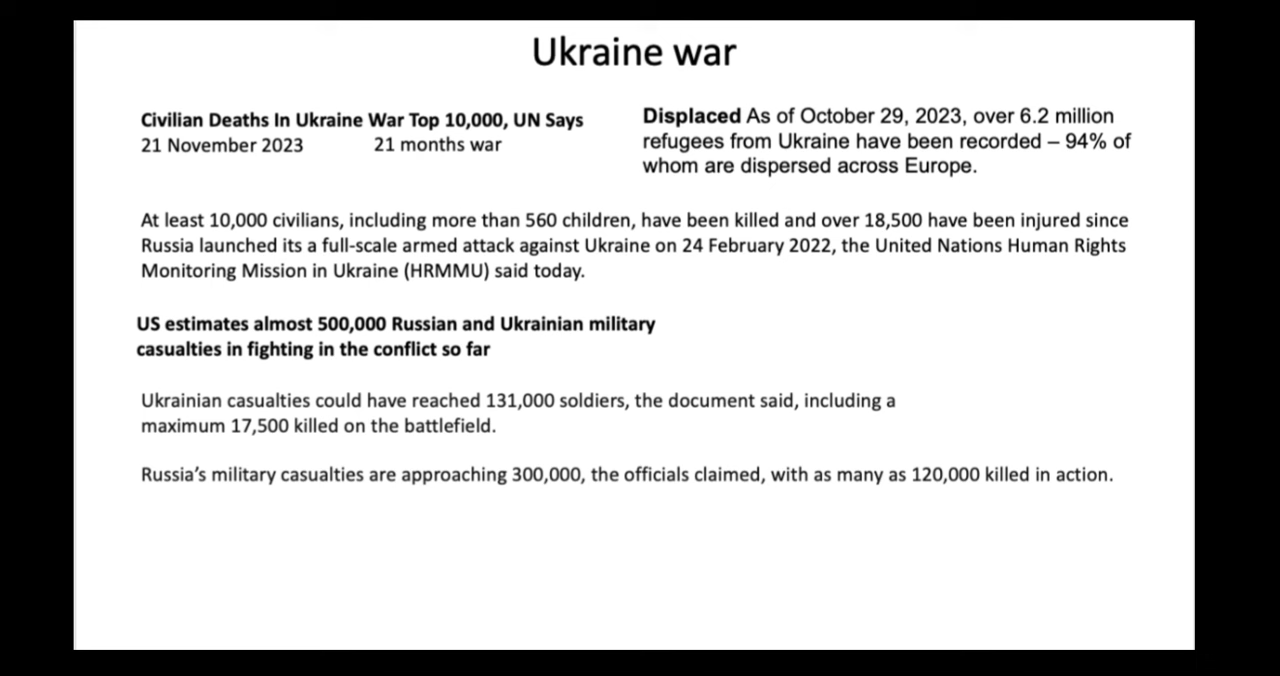 Ukraine war
Civilian Deaths In Ukraine War Top 10,000, UN Says
21 November 2023 21 months war
Displaced As of October 29, 2023, over 6.2 million
refugees from Ukraine have been recorded – 94% of
whom are dispersed across Europe.
At least 10,000 civilians, including more than 560 children, have been killed and over 18,500 have been injured since
Russia launched its a full-scale armed attack against Ukraine on 24 February 2022, the United Nations Human Rights
Monitoring Mission in Ukraine (HRMMU) said today.
US estimates almost 500,000 Russian and Ukrainian military
casualties in fighting in the conflict so far
Ukrainian casualties could have reached 131,000 soldiers, the document said, including a
maximum 17,500 killed on the battlefield.
Russia’s military casualties are approaching 300,000, the officials claimed, with as many as 120,000 killed in action.